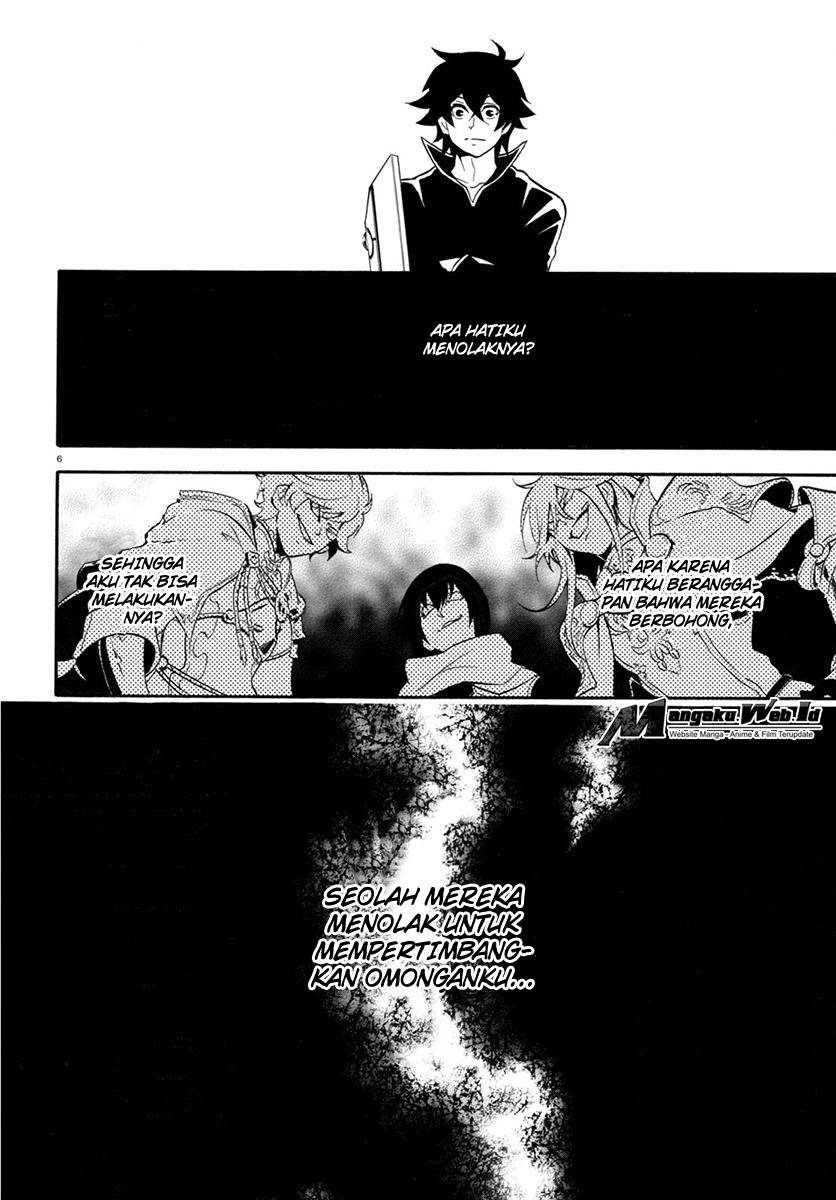 APA HATIKU
MENOLAKNYA?
6
APA KARENA
HATIKU BERANGGA-
PAN BAHWA MEREKA
BERBOHONG,
SEHINGGA
AKU TAK BISA
MELAKUKAN-
NYA?
Mangaku.Web.Id
Website Manga - Anime & Film Terupdate
SEOLAH MEREKA
MENOLAK UNTUK
MEMPERTIMBANG-
KAN OMONGANKU...